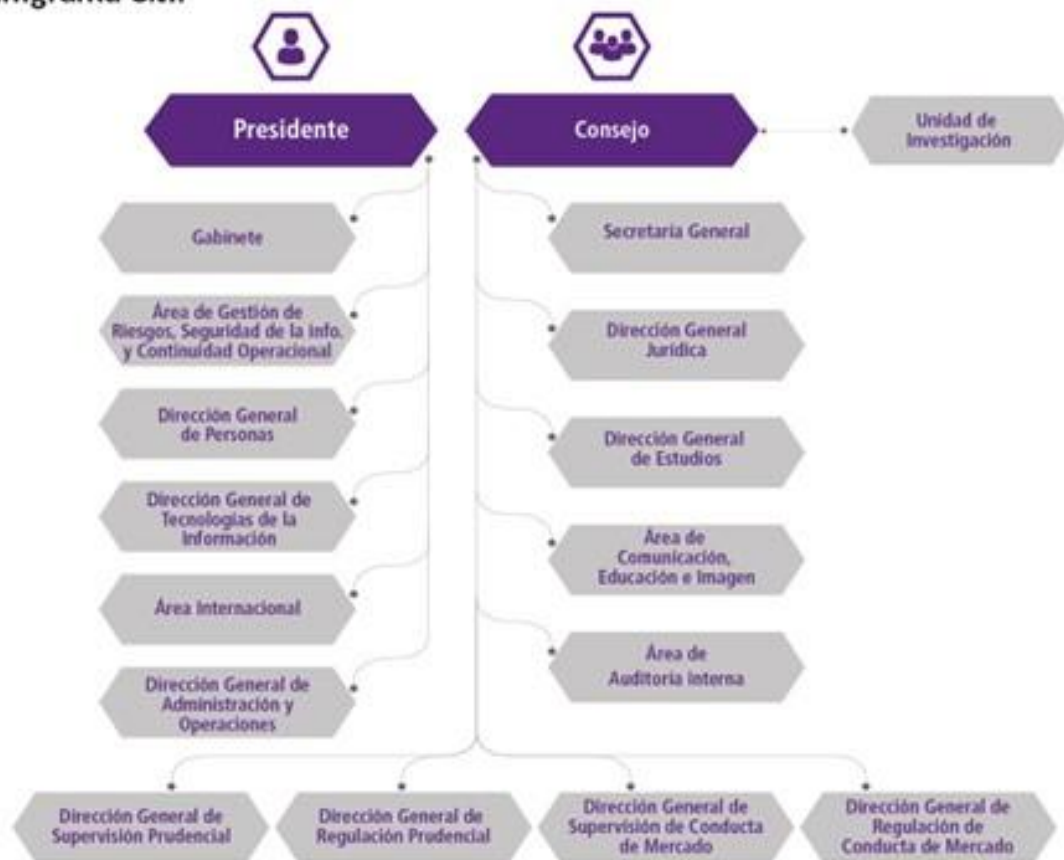 Presidente
Consejo
Unidad de
Investigación
Gabinete
Área de Gestión de
Riesgos, Seguridad de la Info.
y Continuidad Operacional
Dirección General
de Personas
Dirección General de
Tecnologías de la
Información
Área Internacional
Dirección General de
Administración y
Operaciones
Secretaría General
Dirección General
Jurídica
Dirección General
de Estudios
Área de
Comunicación,
Educación e Imagen
Área de
Auditoría interna
Dirección General de
Supervisión Prudencial
Dirección General de
Regulación Prudencial
Dirección General de
Supervisión de Conducta
de Mercado
Dirección General de
Regulación de
Conducta de Mercado